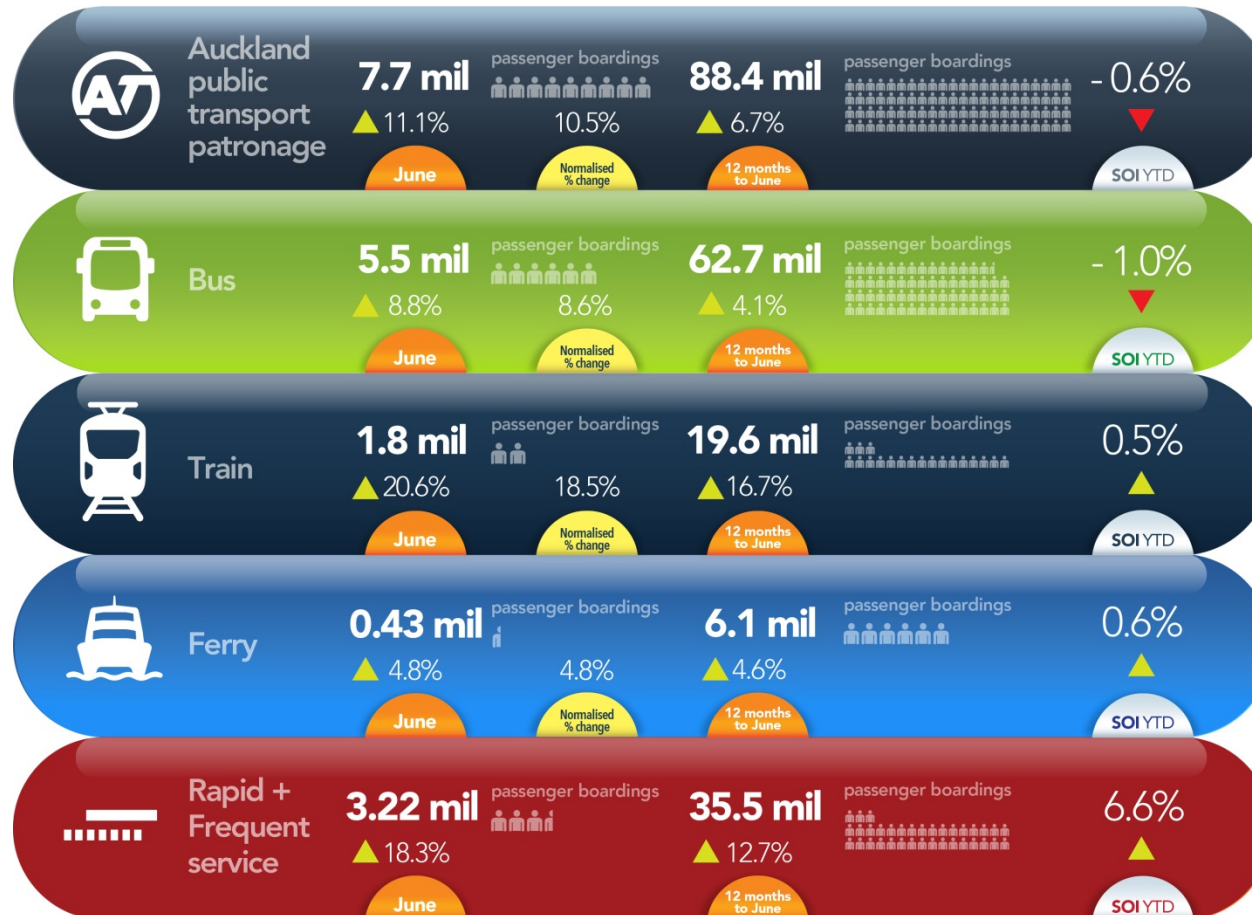 AT
Auckland
public
transport
patronage
7.7 mil
passenger boardings
11.1%
10.5%
88.4 mil
passenger boardings
6.7%
- 0.6%
June
Normalised
% change
12 months
to June
SOI YTD
Bus
5.5 mil
passenger boardings
8.8%
8.6%
62.7 mil
passenger boardings
4.1%
- 1.0%
June
Normalised
% change
12 months
to June
SOI YTD
Train
1.8 mil
passenger boardings
20.6%
18.5%
19.6 mil
passenger boardings
16.7%
0.5%
June
Normalised
% change
12 months
to June
SOI YTD
Ferry
0.43 mil
passenger boardings
4.8%
4.8%
6.1 mil
passenger boardings
4.6%
0.6%
June
Normalised
% change
12 months
to June
SOI YTD
Rapid +
Frequent
service
3.22 mil
passenger boardings
18.3%
35.5 mil
passenger boardings
12.7%
6.6%
June
12 months
to June
SOI YTD